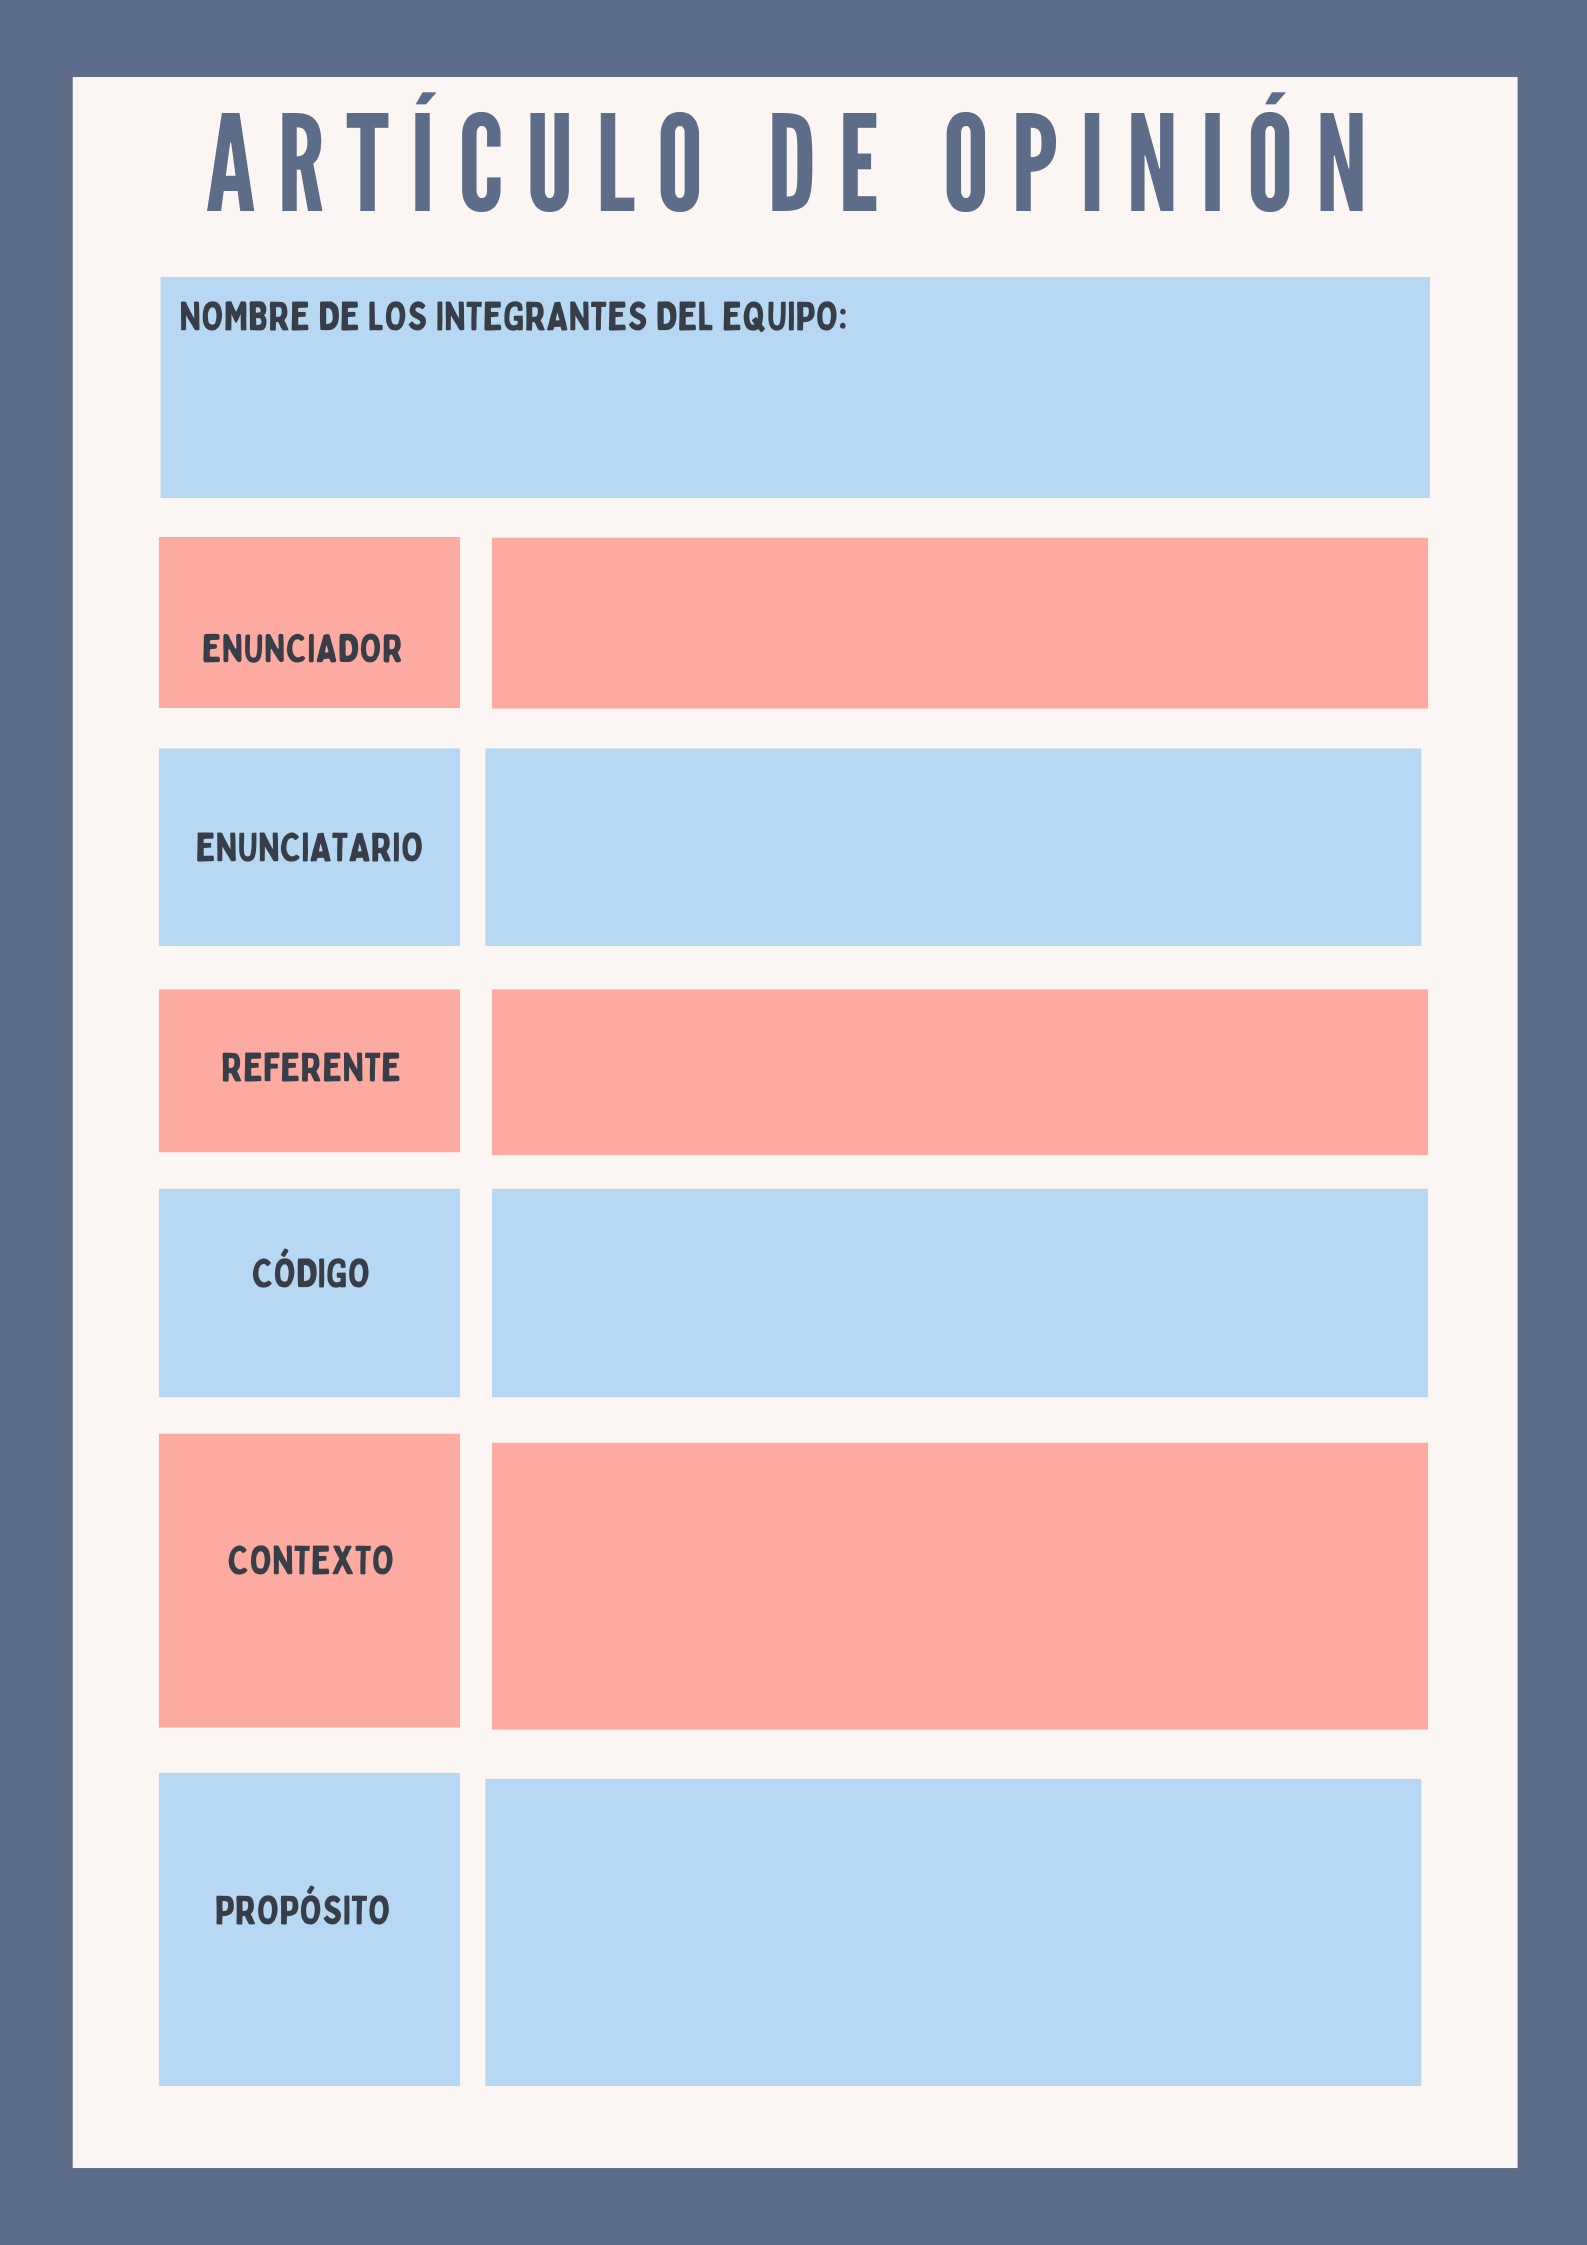 ARTÍCULO DE OPINIÓN
NOMBRE DE LOS INTEGRANTES DEL EQUIPO:
ENUNCIADOR
ENUNCIATARIO
REFERENTE
CÓDIGO
CONTEXTO
PROPÓSITO